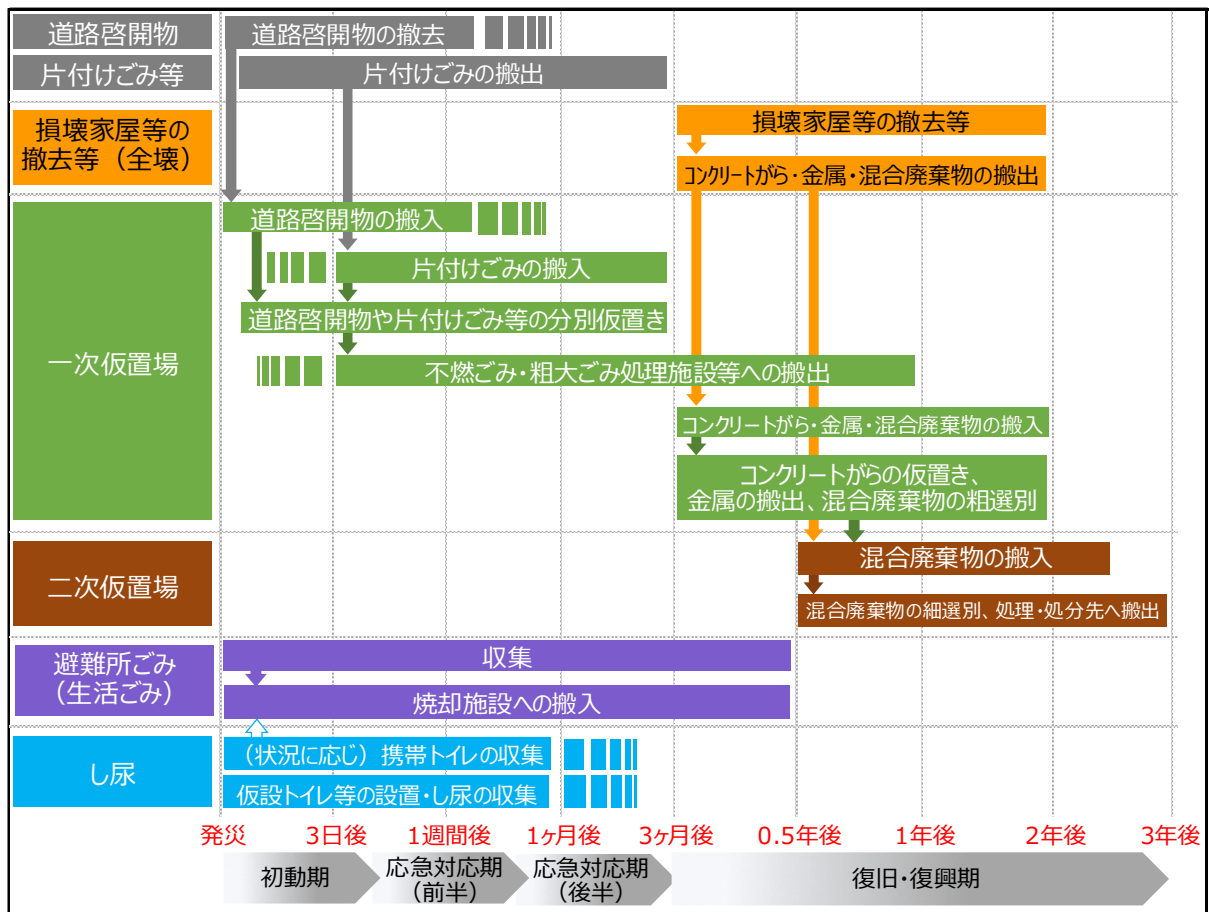 道路啓開物
道路啓開物の撤去
片付けごみ等
片付けごみの搬出
損壊家屋等の
撤去等（全壊）
損壊家屋等の撤去等
コンクリートがら・金属・混合廃棄物の搬出
一次仮置場
道路啓開物の搬入
片付けごみの搬入
道路啓開物や片付けごみ等の分別仮置き
不燃ごみ・粗大ごみ処理施設等への搬出
コンクリートがら・金属・混合廃棄物の搬入
コンクリートがらの仮置き、
金属の搬出、混合廃棄物の粗選別
二次仮置場
混合廃棄物の搬入
混合廃棄物の細選別、処理・処分先へ搬出
避難所ごみ
（生活ごみ）
収集
焼却施設への搬入
し尿
（状況に応じ）携帯トイレの収集
仮設トイレ等の設置・し尿の収集
発災 3日後 1週間後 1ヶ月後 3ヶ月後 0.5年後 1年後 2年後 3年後
初動期
応急対応期
（前半）
応急対応期
（後半）
復旧・復興期